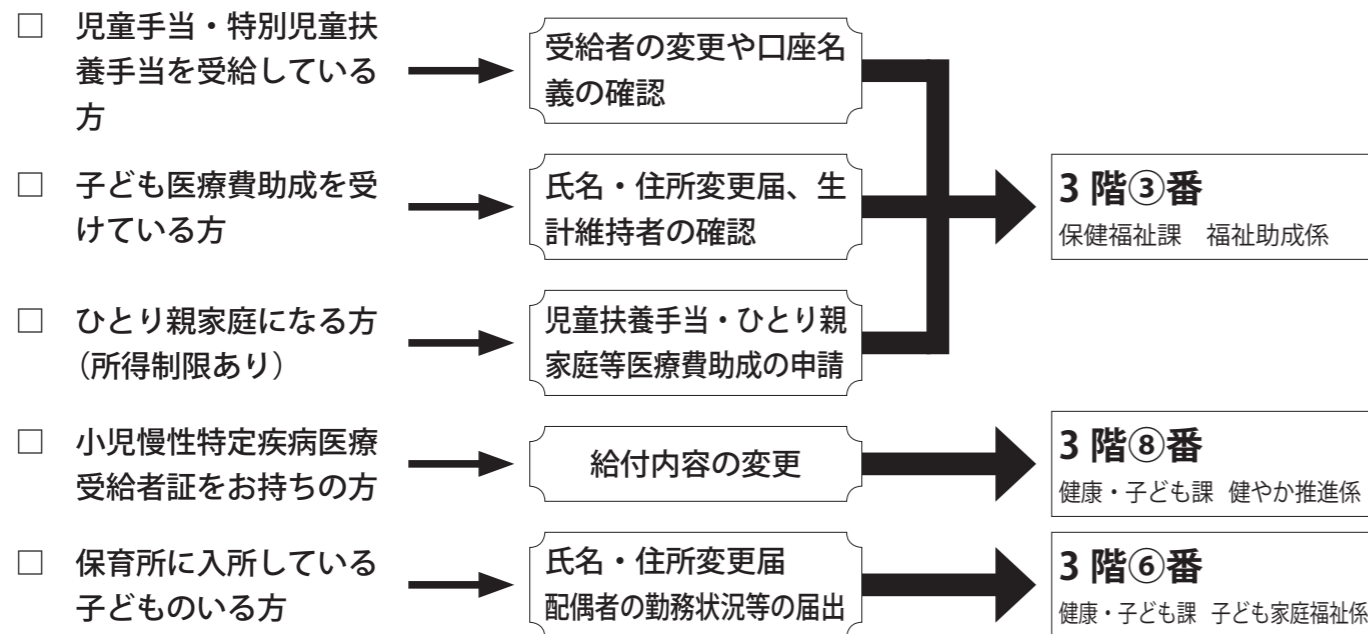 □ 児童手当・特別児童扶
養手当を受給している
方
受給者の変更や口座名
義の確認
□ 子ども医療費助成を受
けている方
氏名・住所変更届、生
計維持者の確認
□ ひとり親家庭になる方
（所得制限あり）
児童扶養手当・ひとり親
家庭等医療費助成の申請
3 階③番
保健福祉課 福祉助成係
□ 小児慢性特定疾病医療
受給者証をお持ちの方
給付内容の変更
3 階⑧番
健康・子ども課 健やか推進係
□ 保育所に入所している
子どものいる方
氏名・住所変更届
配偶者の勤務状況等の届出
3 階⑥番
健康・子ども課 子ども家庭福祉係